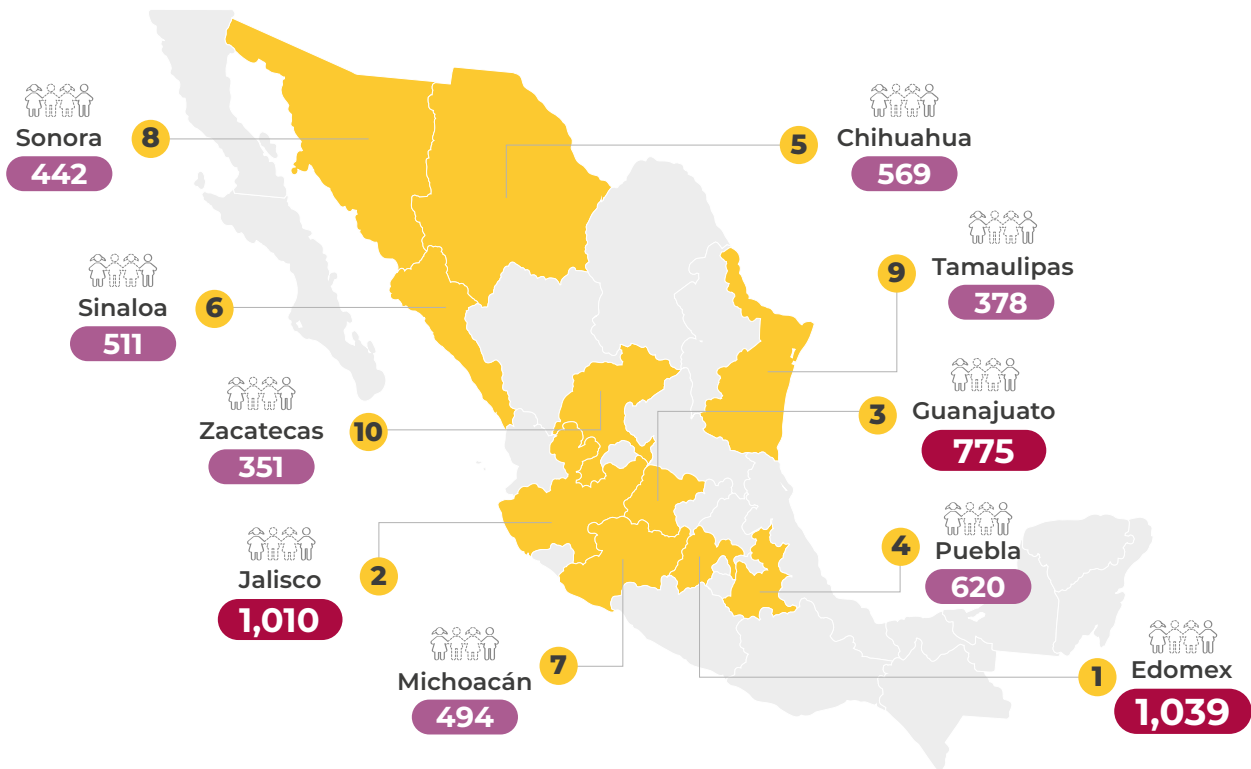 Sonora
8
442
5
Chihuahua
569
Tamaulipas
9
378
Sinaloa
6
511
Guanajuato
3
775
Zacatecas
10
351
Puebla
4
620
Jalisco
2
1,010
Michoacán
7
494
Edomex
1
1,039